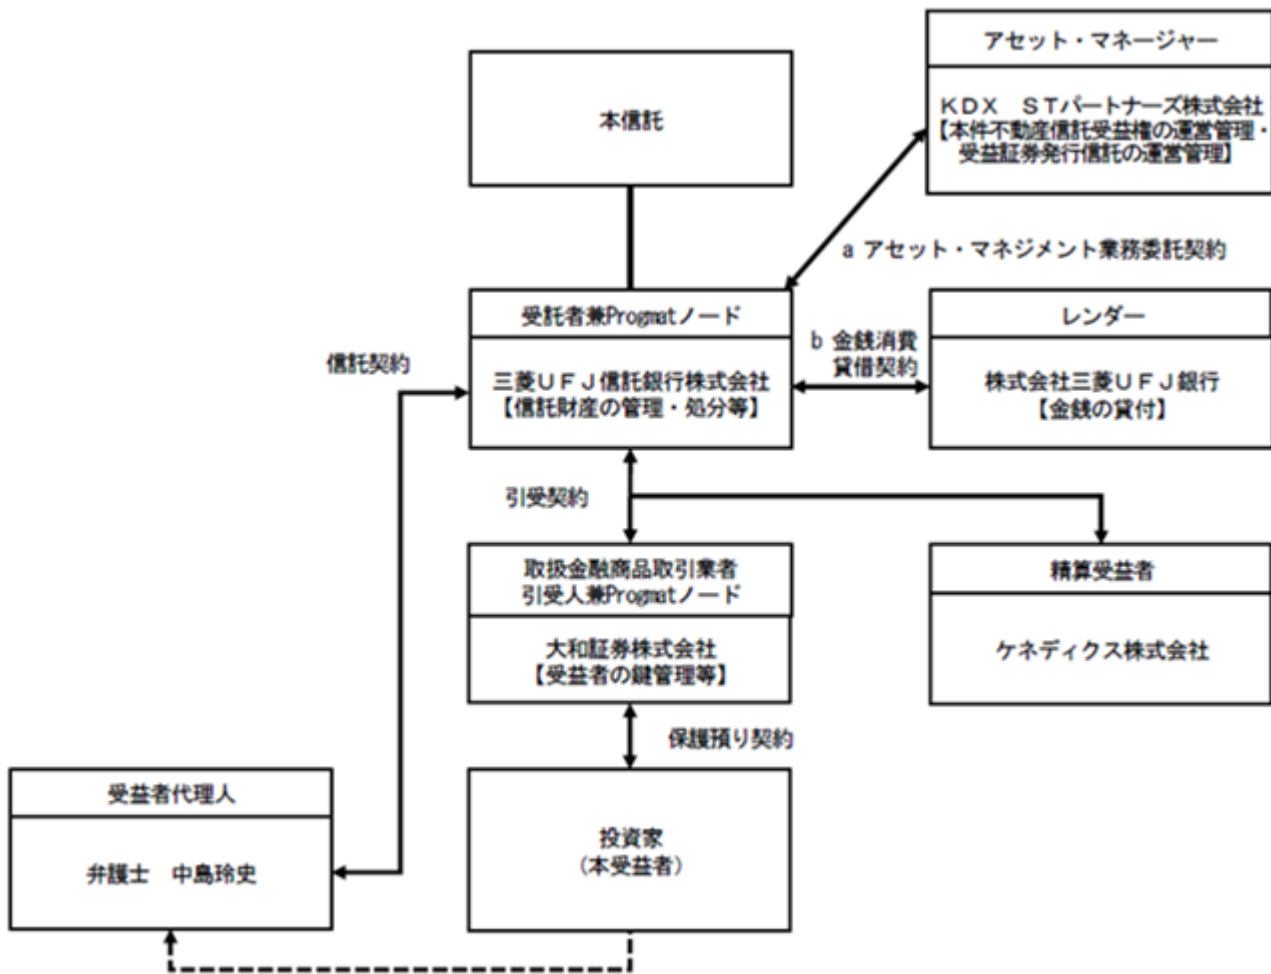 アセット・マネージャー
KDX　STパートナーズ株式会社
【本件不動産信託受益権の運営管理・
受益証券発行信託の運営管理】
本信託
a アセット・マネジメント業務委託契約
受託者兼Progmatノード
三菱UFJ信託銀行株式会社
【信託財産の管理・処分等】
b 金銭消費
貸借契約
レンダー
株式会社三菱UFJ銀行
【金銭の貸付】
信託契約
引受契約
取扱金融商品取引業者
引受人兼Progmatノード
大和証券株式会社
【受益者の鍵管理等】
精算受益者
ケネディクス株式会社
保護預り契約
受益者代理人
弁護士　中島玲史
投資家
(本受益者)